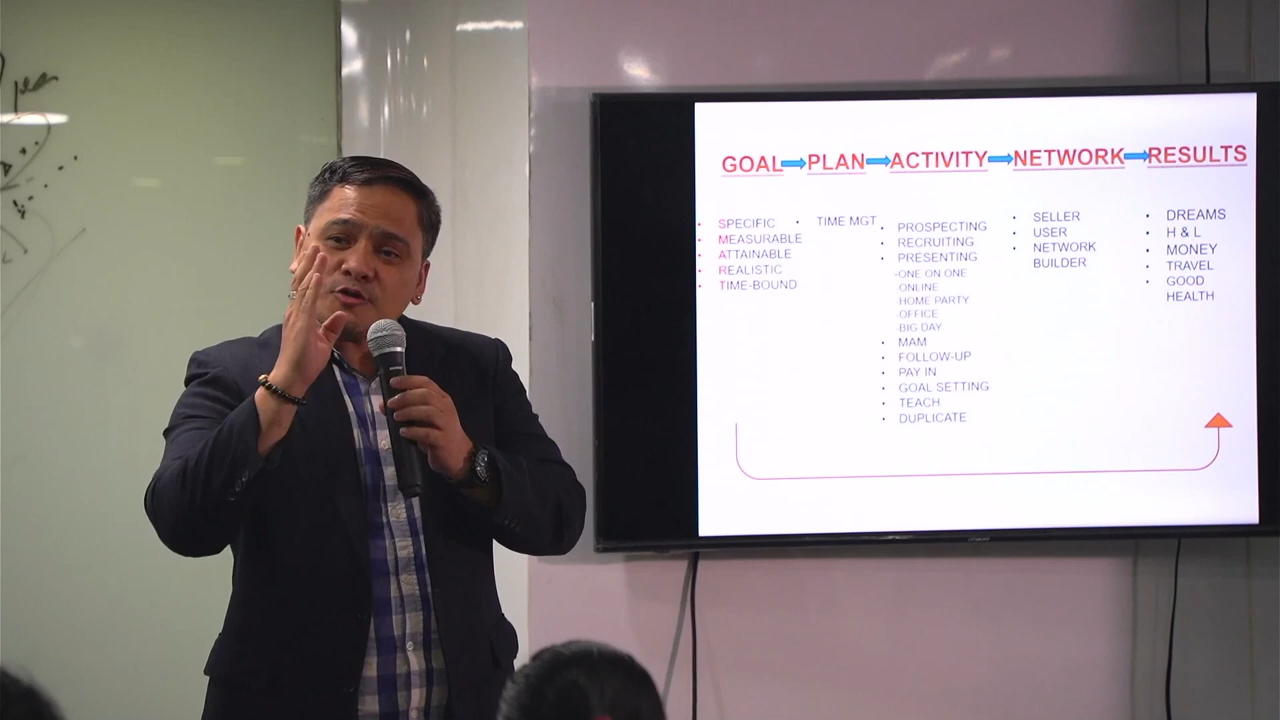 GOAL PLAN ACTIVITY NETWORK RESULTS
SPECIFIC
MEASURABLE
ATTAINABLE
REALISTIC
TIME-BOUND
TIME MGT
PROSPECTING
RECRUITING
PRESENTING
-ONE ON ONE
ONLINE
HOME PARTY
-OFFICE
BIG DAY
MAM
FOLLOW-UP
PAY IN
GOAL SETTING
TEACH
DUPLICATE
SELLER
USER
NETWORK
BUILDER
DREAMS
H & L
MONEY
TRAVEL
GOOD
HEALTH